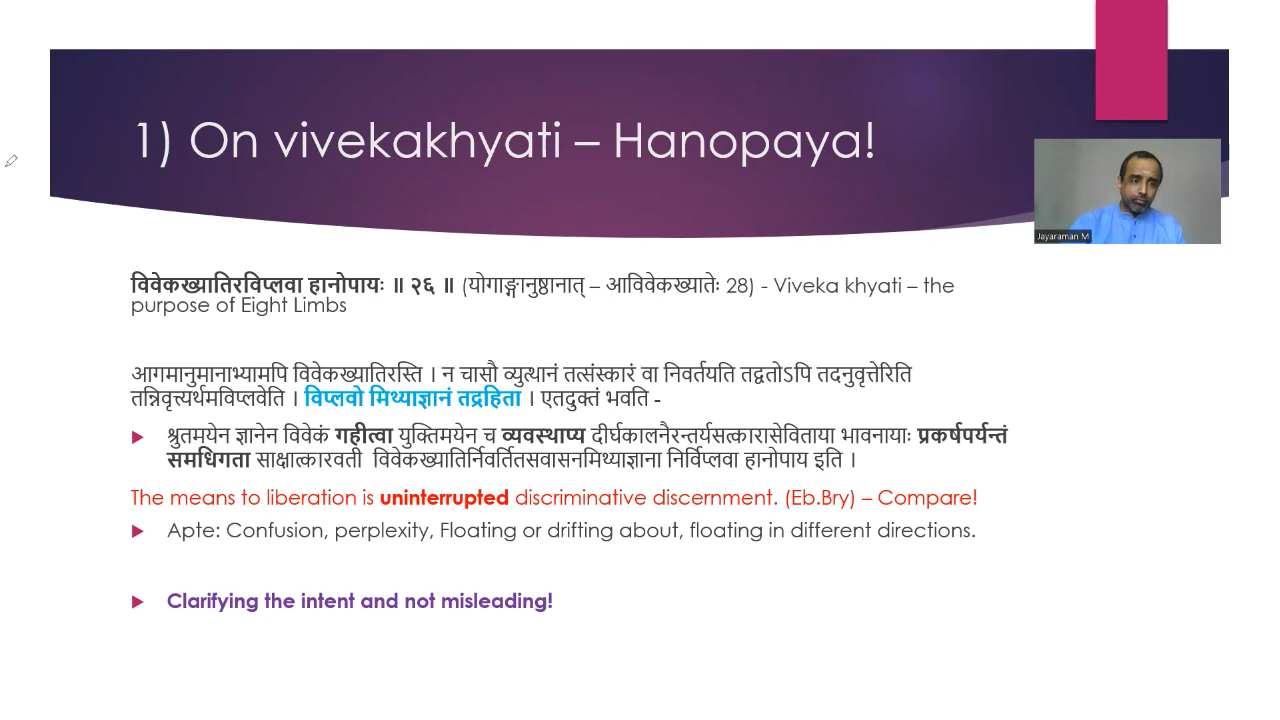 1) On vivekakhyati – Hanopaya!
Jayaraman M
विवेकख्यातिरविप्लवा हानोपायः ॥ २६ ॥ (योगाङ्गानुष्ठानात् – आविवेकख्यातेः 28) - Viveka khyati – the
purpose of Eight Limbs
आगमानुमानाभ्यामपि विवेकख्यातिरस्ति । न चासौ व्युत्थानं तत्संस्कारं वा निवर्तयति तद्वतोऽपि तदनुवृत्तेरिति
तन्निवृत्त्यर्थमविप्लवेति । विप्लवो मिथ्याज्ञानं तद्रहिता । एतदुक्तं भवति -
श्रुतमयेन ज्ञानेन विवेकं गहीत्वा युक्तिमयेन च व्यवस्थाप्य दीर्घकालनैरन्तर्यसत्कारासेविताया भावनायाः प्रकर्षपर्यन्तं
समधिगता साक्षात्कारवती विवेकख्यातिर्निवर्तितसवासनमिथ्याज्ञाना निर्विप्लवा हानोपाय इति ।
The means to liberation is uninterrupted discriminative discernment. (Eb.Bry) – Compare!
Apte: Confusion, perplexity, Floating or drifting about, floating in different directions.
Clarifying the intent and not misleading!